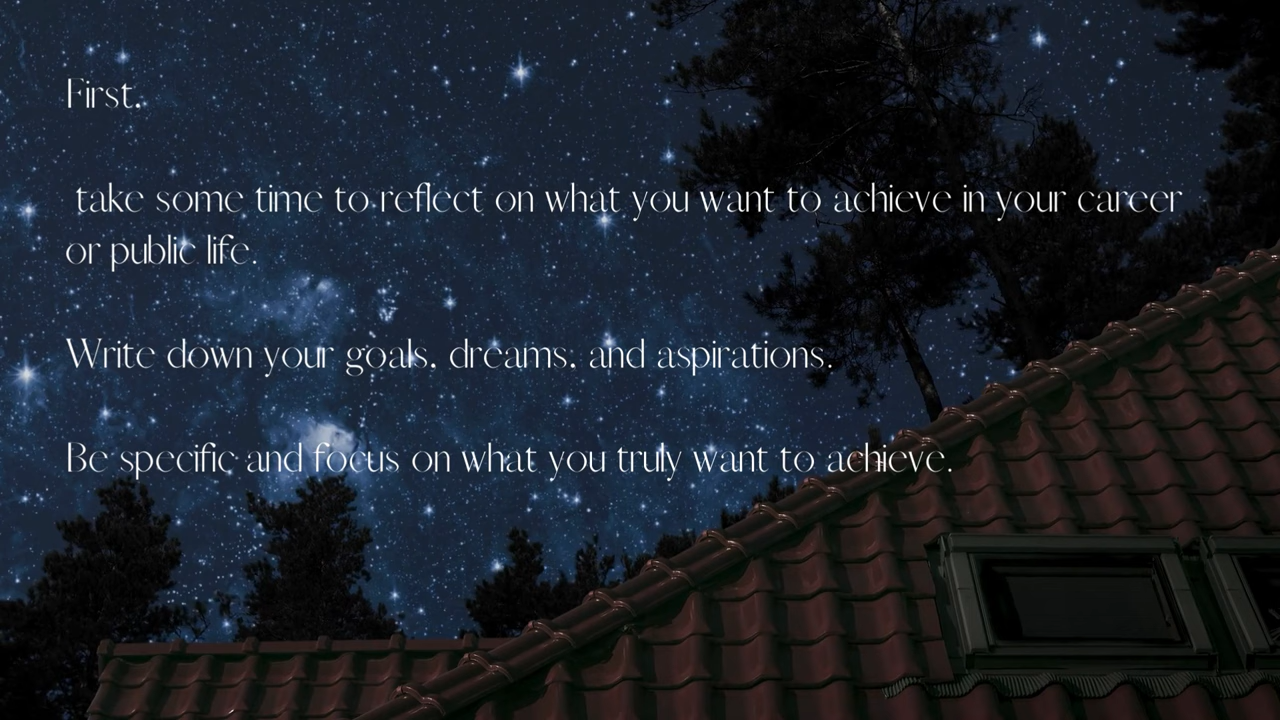 First,
take some time to reflect on what you want to achieve in your career
or public life.
Write down your goals, dreams, and aspirations.
Be specific and focus on what you truly want to achieve.